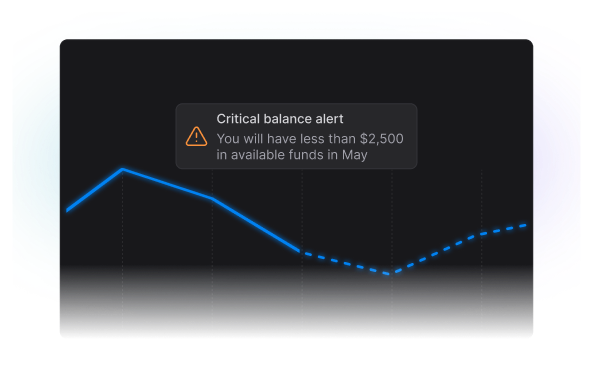 Critical balance alert
You will have less than $2,500
in available funds in May